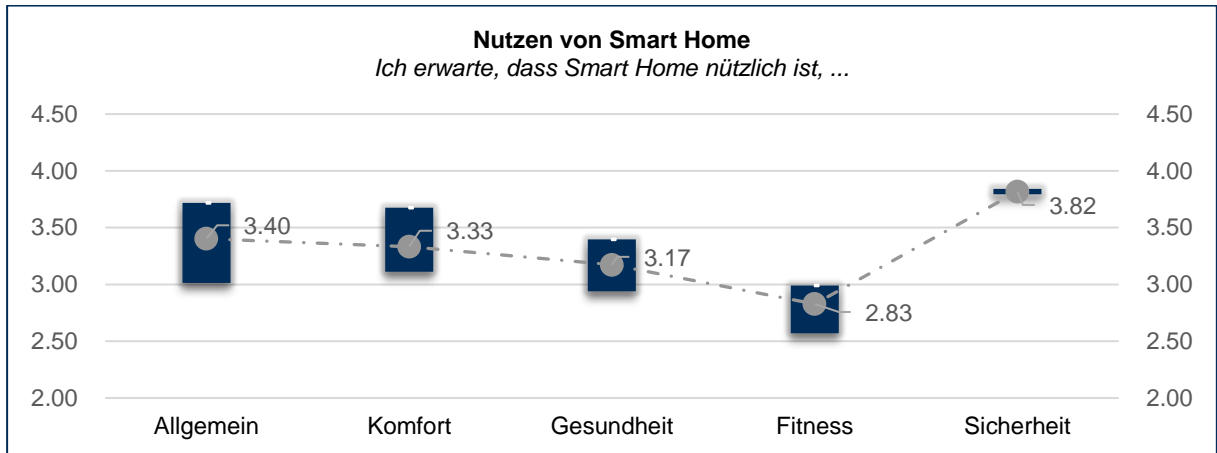 Nutzen von Smart Home
Ich erwarte, dass Smart Home nützlich ist, ...
4.50 4.50
4.00 4.00
3.82
3.50 3.40 3.33 3.50
3.17
3.00 3.00
2.83
2.50 2.50
2.00 2.00
Allgemein Komfort Gesundheit Fitness Sicherheit